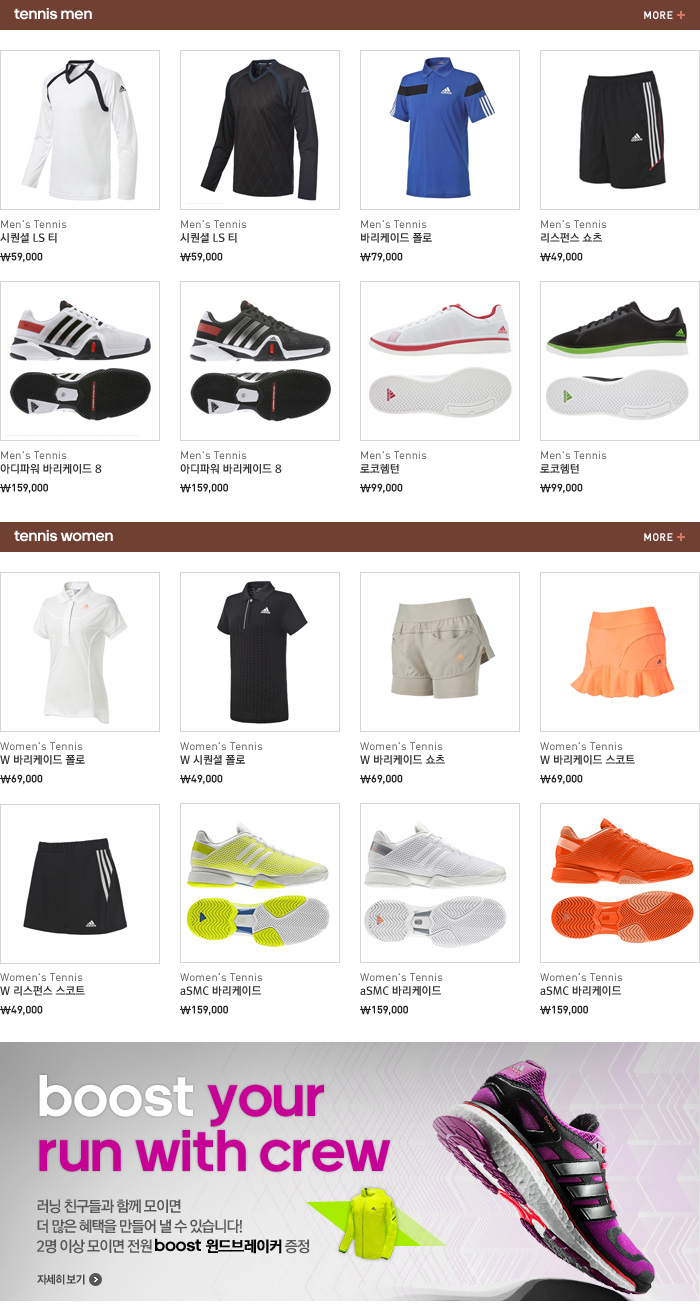 tennis men
MORE +
Men's Tennis
시퀀셜 LS 티
₩59,000
Men's Tennis
시퀀셜 LS 티
₩59,000
Men's Tennis
바리케이드 폴로
₩79,000
Men's Tennis
리스펀스 쇼츠
₩49,000
Men's Tennis
아디파워 바리케이드 8
₩159,000
Men's Tennis
아디파워 바리케이드 8
₩159,000
Men's Tennis
로코헴턴
₩99,000
Men's Tennis
로코헴턴
₩99,000
tennis women
MORE +
Women's Tennis
W 바리케이드 폴로
₩69,000
Women's Tennis
W 시퀀셜 폴로
₩49,000
Women's Tennis
W 바리케이드 쇼츠
₩69,000
Women's Tennis
W 바리케이드 스코트
₩69,000
Women's Tennis
W 리스펀스 스코트
₩49,000
Women's Tennis
aSMC 바리케이드
₩159,000
Women's Tennis
aSMC 바리케이드
₩159,000
Women's Tennis
aSMC 바리케이드
₩159,000
boost your
run with crew
러닝 친구들과 함께 모이면
더 많은 혜택을 만들어 낼 수 있습니다!
2명 이상 모이면 전원 boost 윈드브레이커 증정
자세히 보기
boost